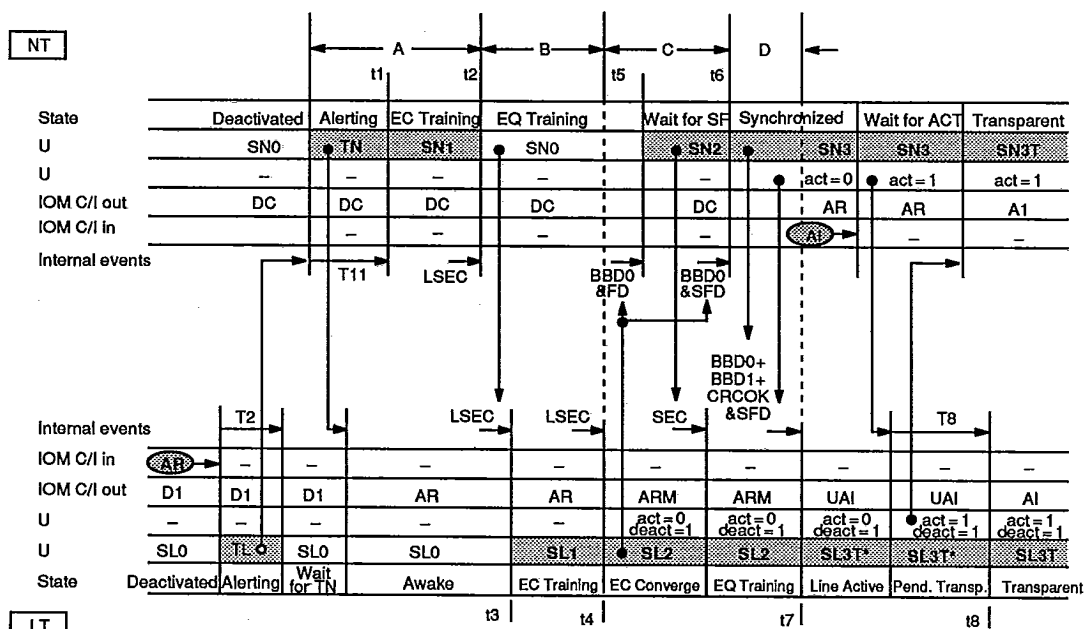 NT
A B C D
t1 t2 t5 t6
State Deactivated Alerting EC Training EQ Training Wait for SF Synchronized Wait for ACT Transparent
U SN0 TN SN1 SN0 SN2 SN3 SN3 SN3T
U – – – – – act=0 act=1 act=1
IOM C/I out DC DC DC DC DC AR AR A1
IOM C/I in – – – – AI – –
Internal events
T11
LSEC
BBD0
&FD
BBD0
&SFD
BBD0+
BBD1+
CRCOK
&SFD
Internal events T2 LSEC LSEC SEC T8
IOM C/I in AR – – – – – – – – –
IOM C/I out D1 D1 D1 AR AR ARM ARM UAI UAI AI
U – – – – – act=0 act=0 act=0 act=1 act=1
deact=1 deact=1 deact=1 deact=1 deact=1
U SL0 TL SL0 SL0 SL1 SL2 SL2 SL3T* SL3T* SL3T
State Deactivated Alerting Wait for TN Awake EC Training EC Converge EQ Training Line Active Pend. Transp. Transparent
t3 t4 t7 t8
LT